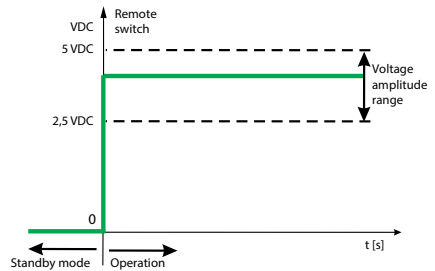 Remote
switch
VDC
5 VDC
Voltage
amplitude
range
2,5 VDC
0
t [s]
Standby mode
Operation